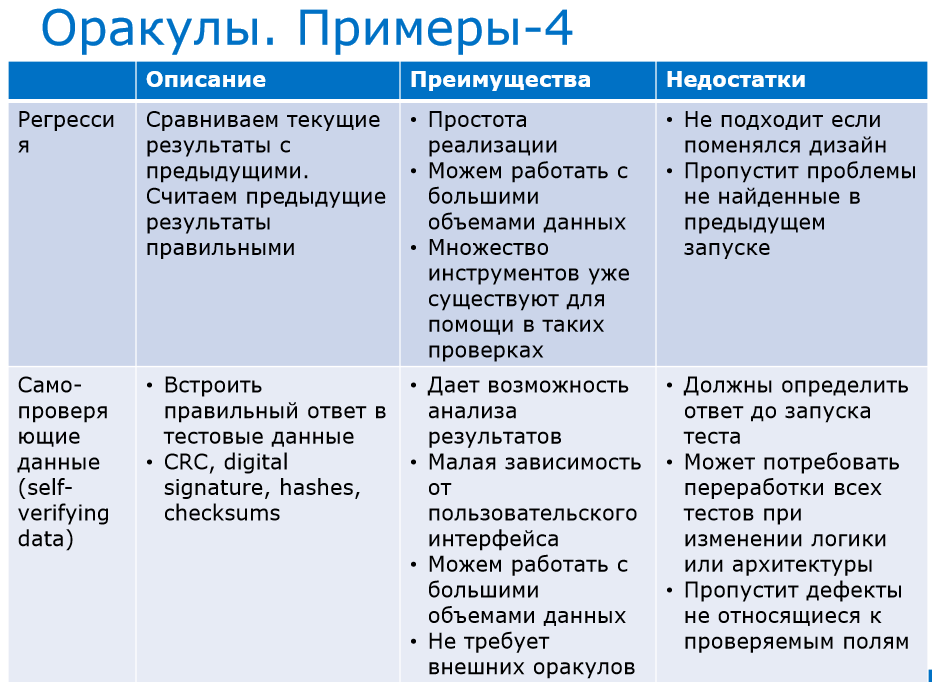 Оракулы. Примеры-4
Описание
Преимущества
Недостатки
Регресси
я
Сравниваем текущие
результаты с
предыдущими.
Считаем предыдущие
результаты
правильными
• Простота
реализации
• Можем работать с
большими
объемами данных
• Множество
инструментов уже
существуют для
помощи в таких
проверках
• Не подходит если
поменялся дизайн
• Пропустит проблемы
не найденные в
предыдущем
запуске
Само-
проверя
ющие
данные
(self-
verifying
data)
• Встроить
правильный ответ в
тестовые данные
• CRC, digital
signature, hashes,
checksums
• Дает возможность
анализа
результатов
• Малая зависимость
от
пользовательского
интерфейса
• Можем работать с
большими
объемами данных
• Не требует
внешних оракулов
• Должны определить
ответ до запуска
теста
• Может потребовать
переработки всех
тестов при
изменении логики
или архитектуры
• Пропустит дефекты
не относящиеся к
проверяемым полям